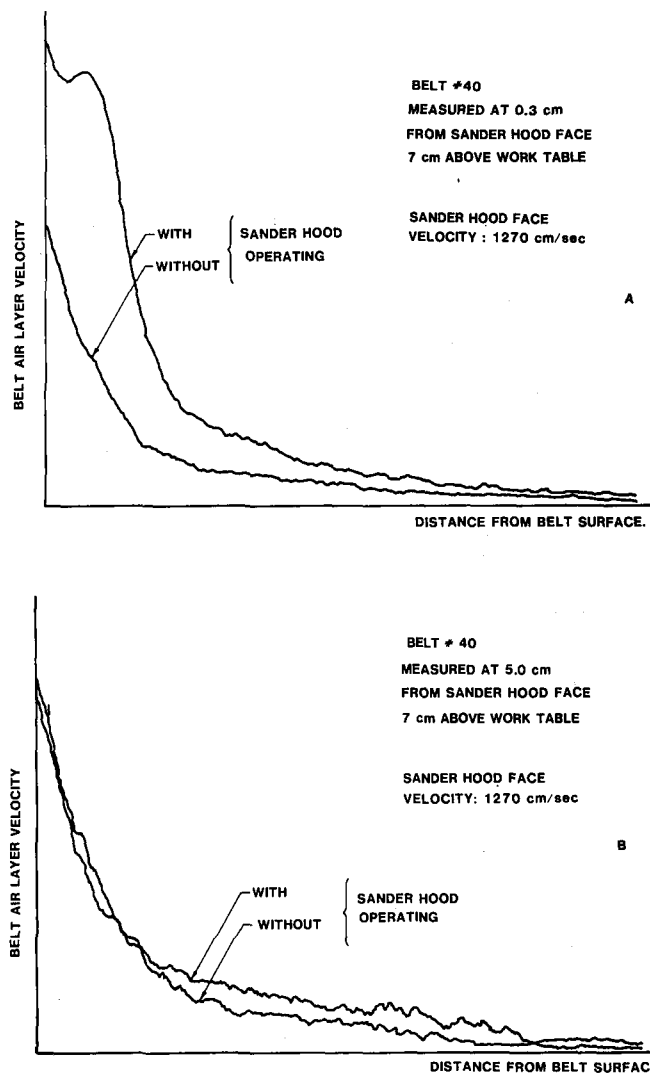 BELT #40
MEASURED AT 0.3 cm
FROM SANDER HOOD FACE
7 cm ABOVE WORK TABLE
SANDER HOOD FACE
VELOCITY : 1270 cm/sec
WITH
WITHOUT
SANDER HOOD
OPERATING
A
BELT AIR LAYER VELOCITY
DISTANCE FROM BELT SURFACE.
BELT # 40
MEASURED AT 5.0 cm
FROM SANDER HOOD FACE
7 cm ABOVE WORK TABLE
SANDER HOOD FACE
VELOCITY: 1270 cm/sec
B
WITH
WITHOUT
SANDER HOOD
OPERATING
BELT AIR LAYER VELOCITY
DISTANCE FROM BELT SURFAC